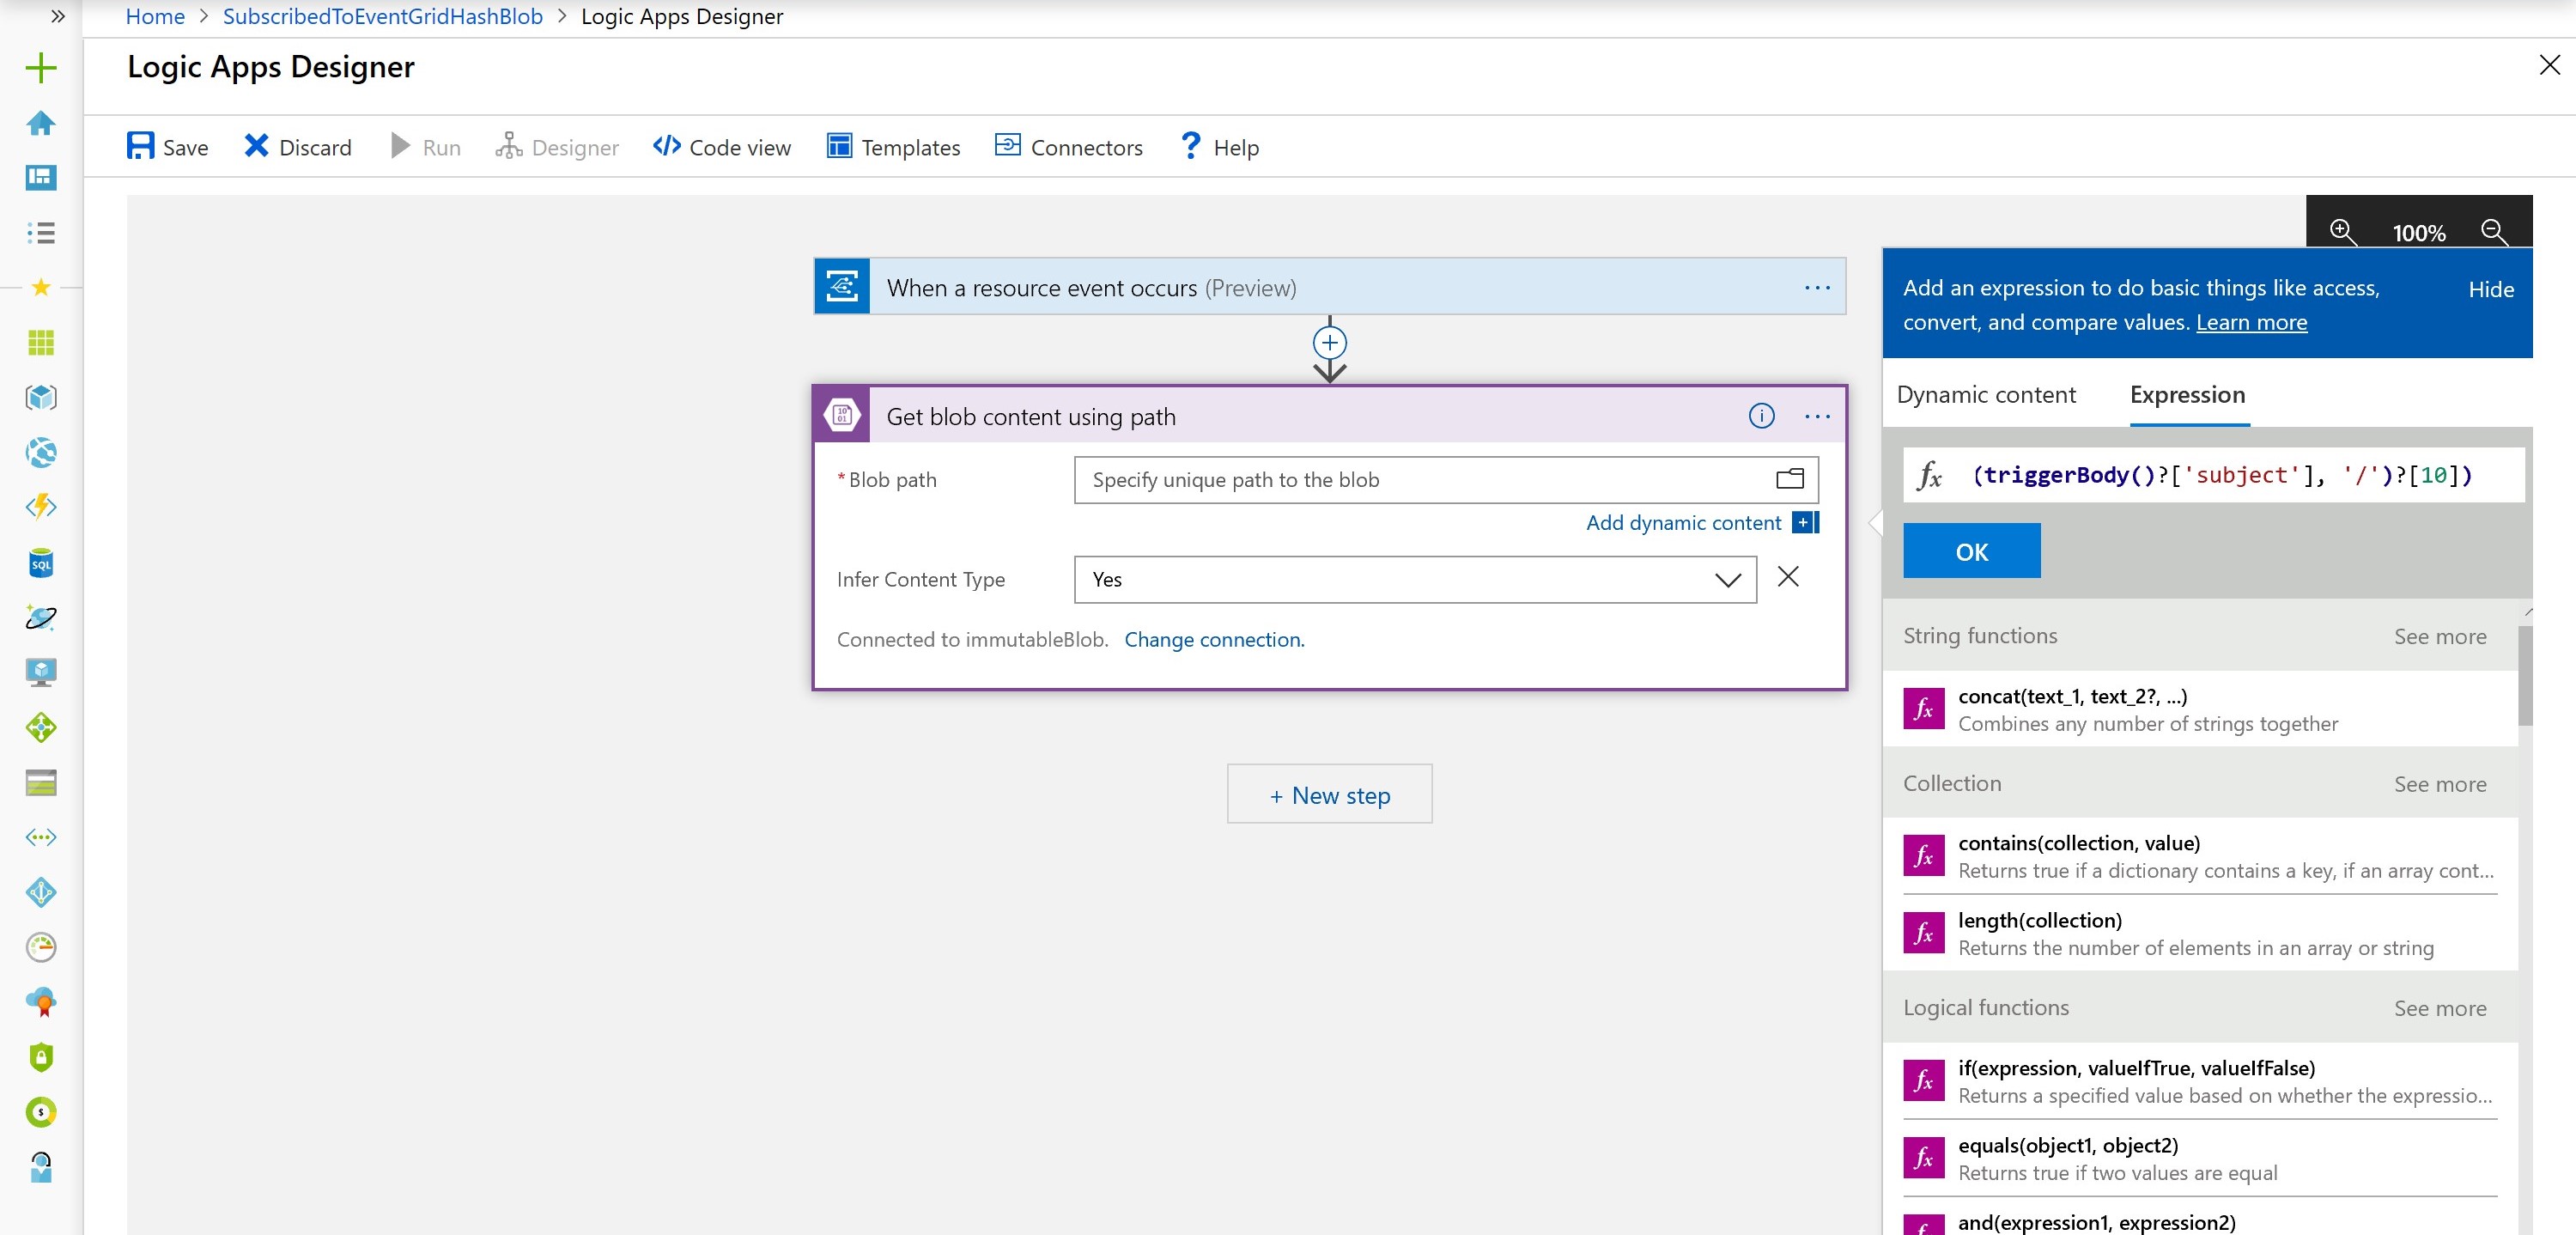 Home > SubscribedToEventGridHashBlob > Logic Apps Designer
Logic Apps Designer
Save Discard Run Designer Code view Templates Connectors Help
100%
When a resource event occurs (Preview)
Get blob content using path
* Blob path
Specify unique path to the blob
Add dynamic content
Infer Content Type
Yes
Connected to immutableBlob. Change connection.
+ New step
Add an expression to do basic things like access,
convert, and compare values. Learn more
Hide
Dynamic content Expression
fx (triggerBody()?['subject'], '/')?[10])
OK
String functions See more
fx concat(text_1, text_2?, ...)
Combines any number of strings together
Collection See more
fx contains(collection, value)
Returns true if a dictionary contains a key, if an array cont...
fx length(collection)
Returns the number of elements in an array or string
Logical functions See more
fx if(expression, valueIfTrue, valueIfFalse)
Returns a specified value based on whether the expressio...
fx equals(object1, object2)
Returns true if two values are equal
and(expression1, expression2)
SQL